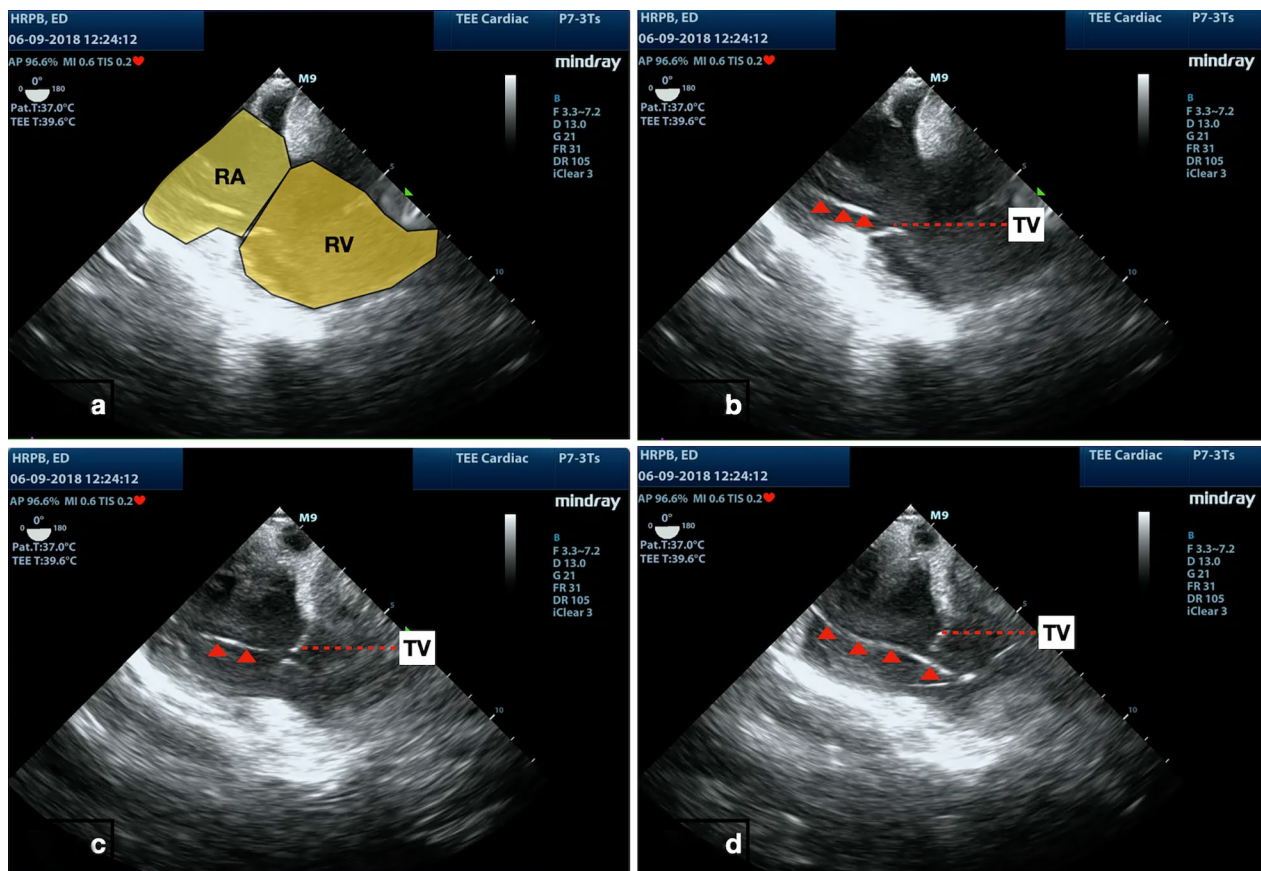 HRPB, ED
TEE Cardiac P7-3Ts
06-09-2018 12:24:12
AP 96.6% MI 0.6 TIS 0.2
mindray
M9
0°
0 180
Pat.T:37.0°C
TEE T:39.6°C
B
F 3.3~7.2
D 13.0
G 21
FR 31
DR 105
iClear 3
5
10
RA
RV
a
HRPB, ED
TEE Cardiac P7-3Ts
06-09-2018 12:24:12
AP 96.6% MI 0.6 TIS 0.2
mindray
M9
0°
0 180
Pat.T:37.0°C
TEE T:39.6°C
B
F 3.3~7.2
D 13.0
G 21
FR 31
DR 105
iClear 3
5
10
TV
b
HRPB, ED
TEE Cardiac P7-3Ts
06-09-2018 12:24:12
AP 96.6% MI 0.6 TIS 0.2
mindray
M9
0°
0 180
Pat.T:37.0°C
TEE T:39.6°C
B
F 3.3~7.2
D 13.0
G 21
FR 31
DR 105
iClear 3
5
10
TV
c
HRPB, ED
TEE Cardiac P7-3Ts
06-09-2018 12:24:12
AP 96.6% MI 0.6 TIS 0.2
mindray
M9
0°
0 180
Pat.T:37.0°C
TEE T:39.6°C
B
F 3.3~7.2
D 13.0
G 21
FR 31
DR 105
iClear 3
5
10
TV
d